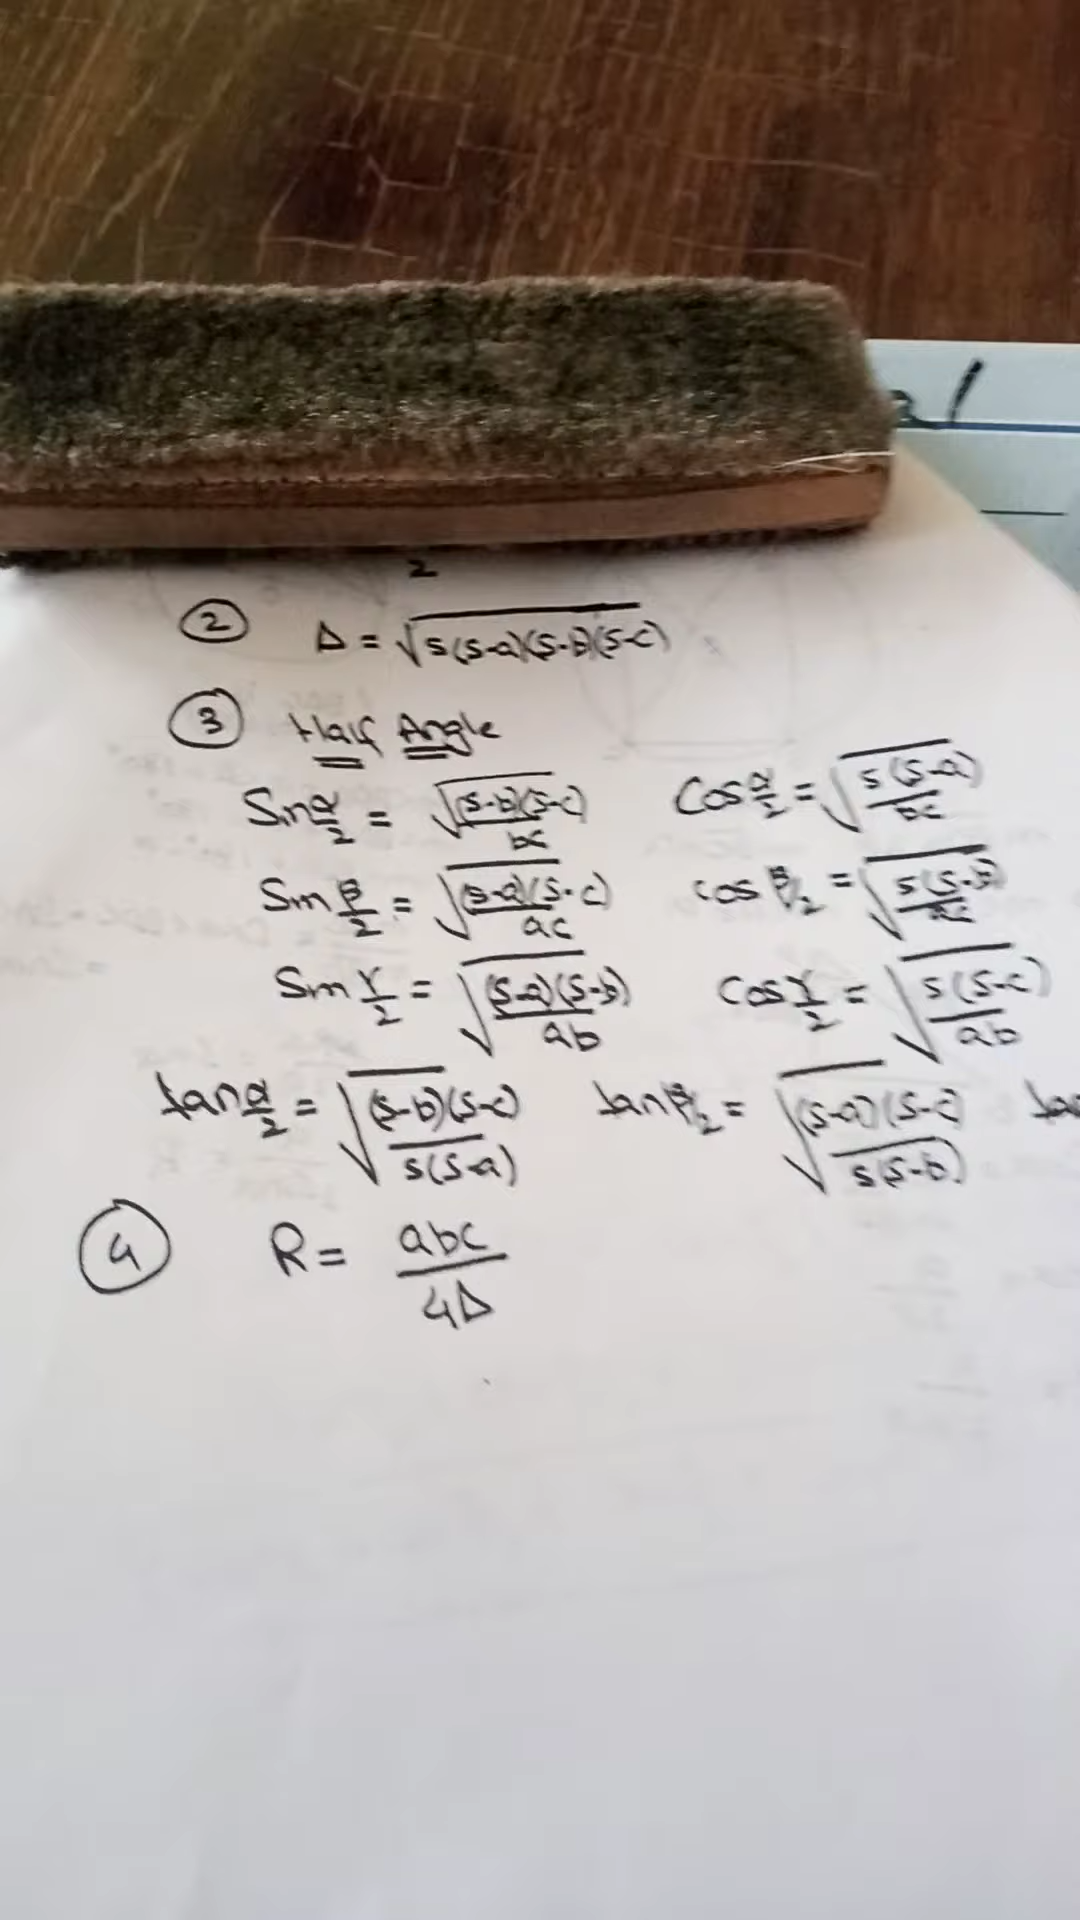 2
② Δ = √s(s-a)(s-b)(s-c)
③ Half Angle
Sin α/2 = √(s-b)(s-c)/bc Cos α/2 = √s(s-a)/bc
Sin β/2 = √(s-a)(s-c)/ac cos β/2 = √s(s-b)/ac
Sin γ/2 = √(s-a)(s-b)/ab Cos γ/2 = √s(s-c)/ab
tan α/2 = √(s-b)(s-c)/s(s-a) tan β/2 = √(s-a)(s-c)/s(s-b)
④ R = abc/4Δ